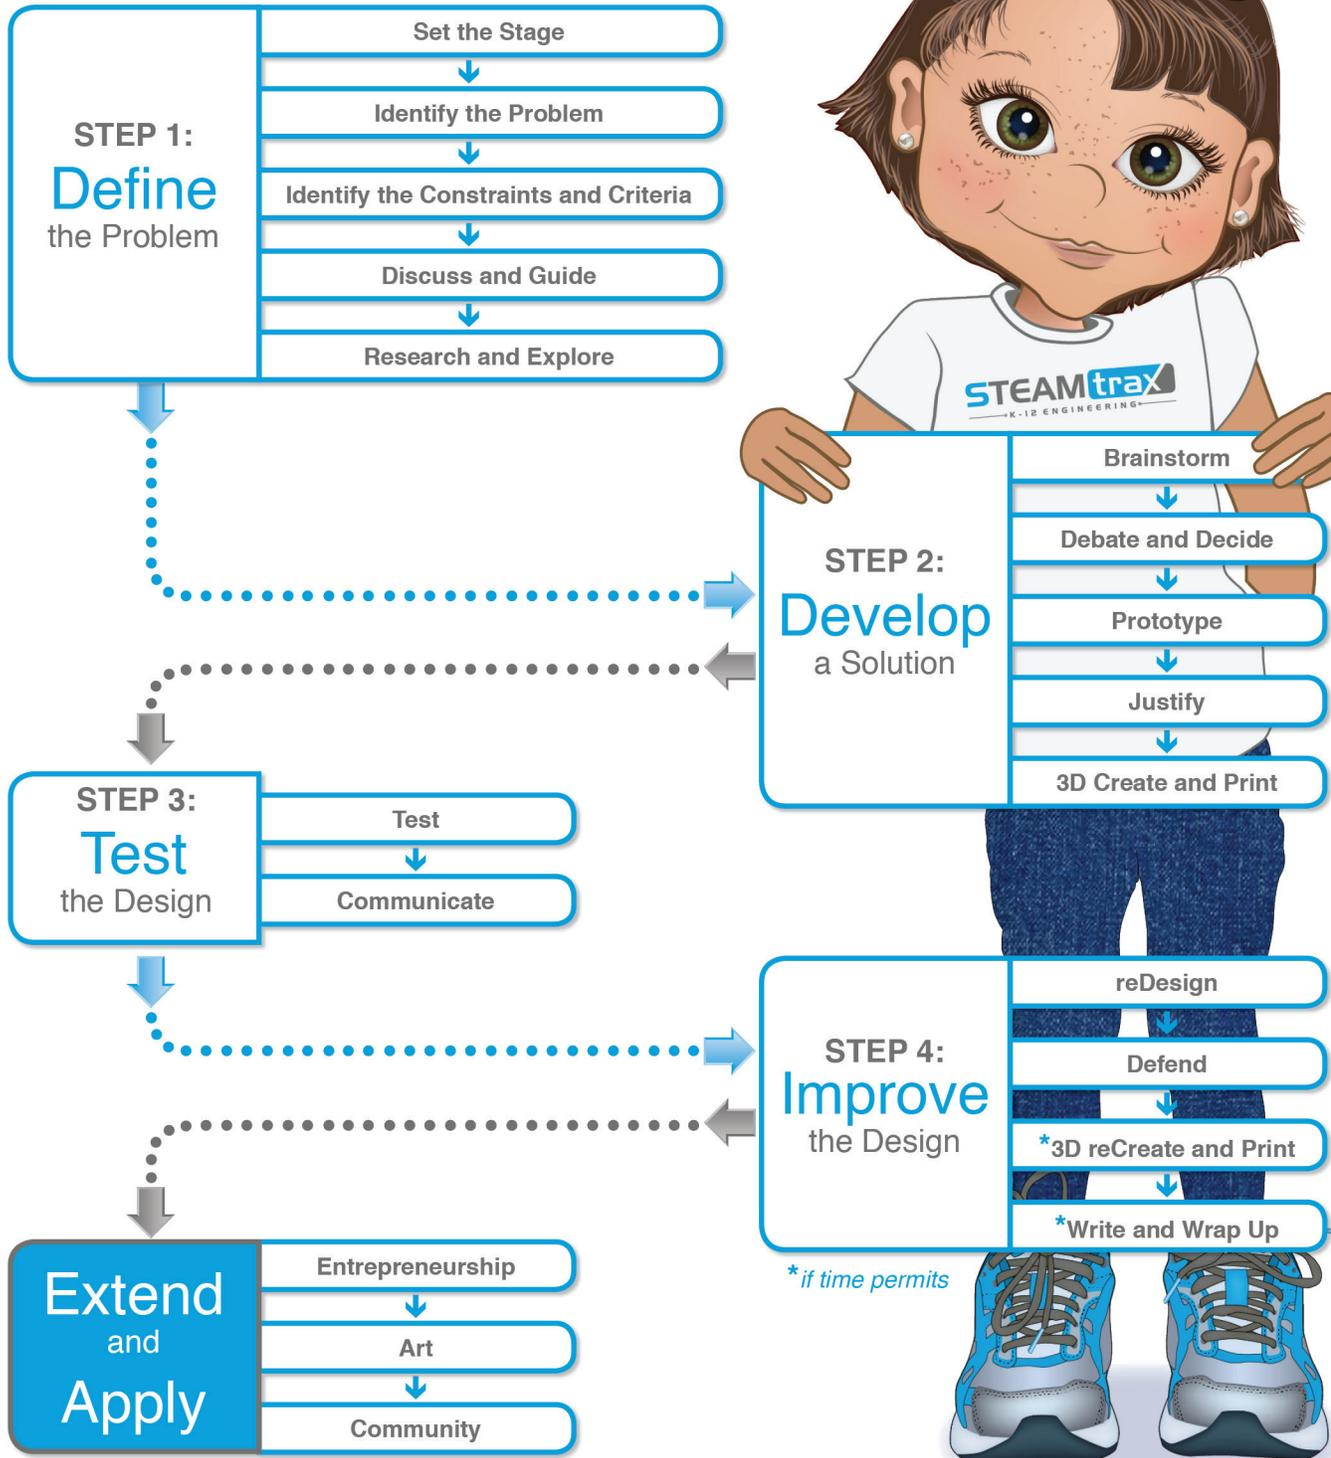 STEP 1:
Define
the Problem
Set the Stage
Identify the Problem
Identify the Constraints and Criteria
Discuss and Guide
Research and Explore
STEAMtrax
K-12 ENGINEERING
STEP 2:
Develop
a Solution
Brainstorm
Debate and Decide
Prototype
Justify
3D Create and Print
STEP 3:
Test
the Design
Test
Communicate
STEP 4:
Improve
the Design
reDesign
Defend
*3D reCreate and Print
*Write and Wrap Up
*if time permits
Extend
and
Apply
Entrepreneurship
Art
Community